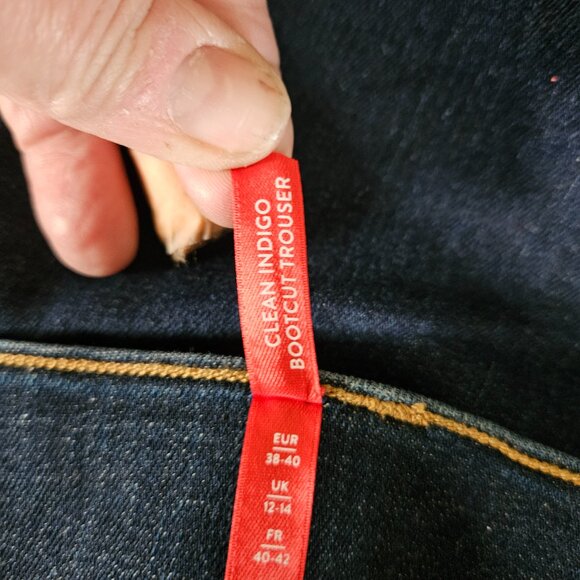 CLEAN INDIGO
BOOTCUT TROUSER
EUR
38-40
UK
12-14
FR
40-42